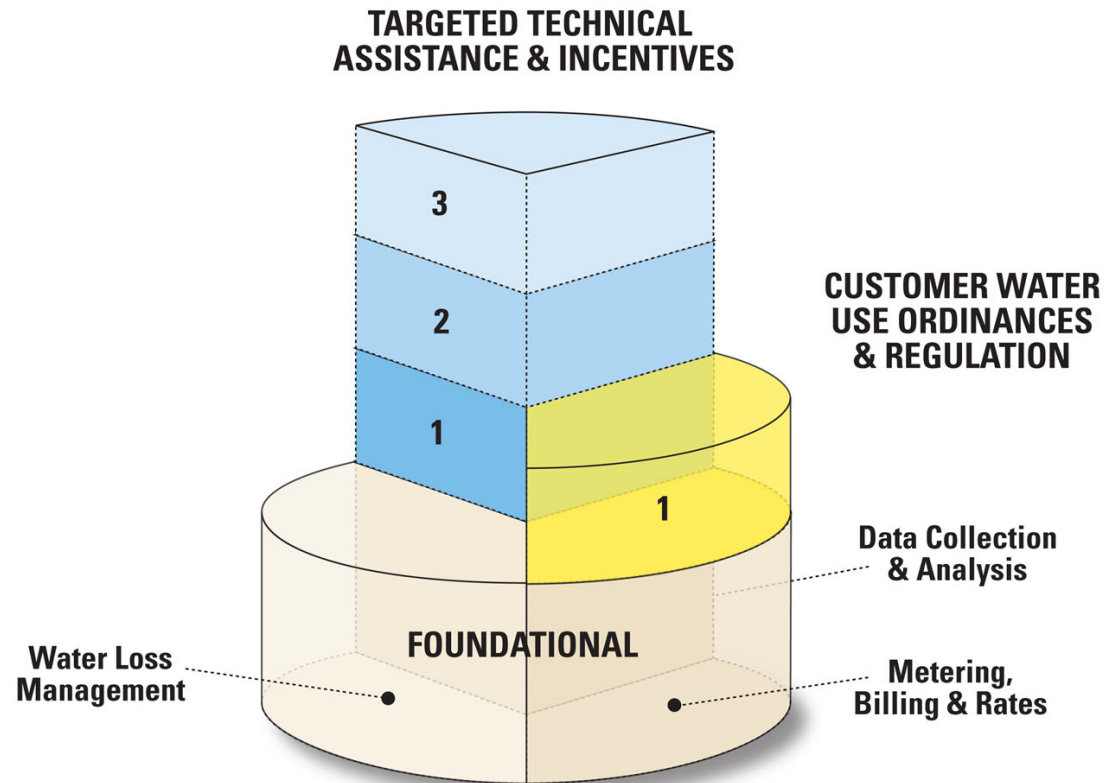 TARGETED TECHNICAL
ASSISTANCE & INCENTIVES
3
2
1
CUSTOMER WATER
USE ORDINANCES
& REGULATION
1
Data Collection
& Analysis
FOUNDATIONAL
Water Loss
Management
Metering,
Billing & Rates